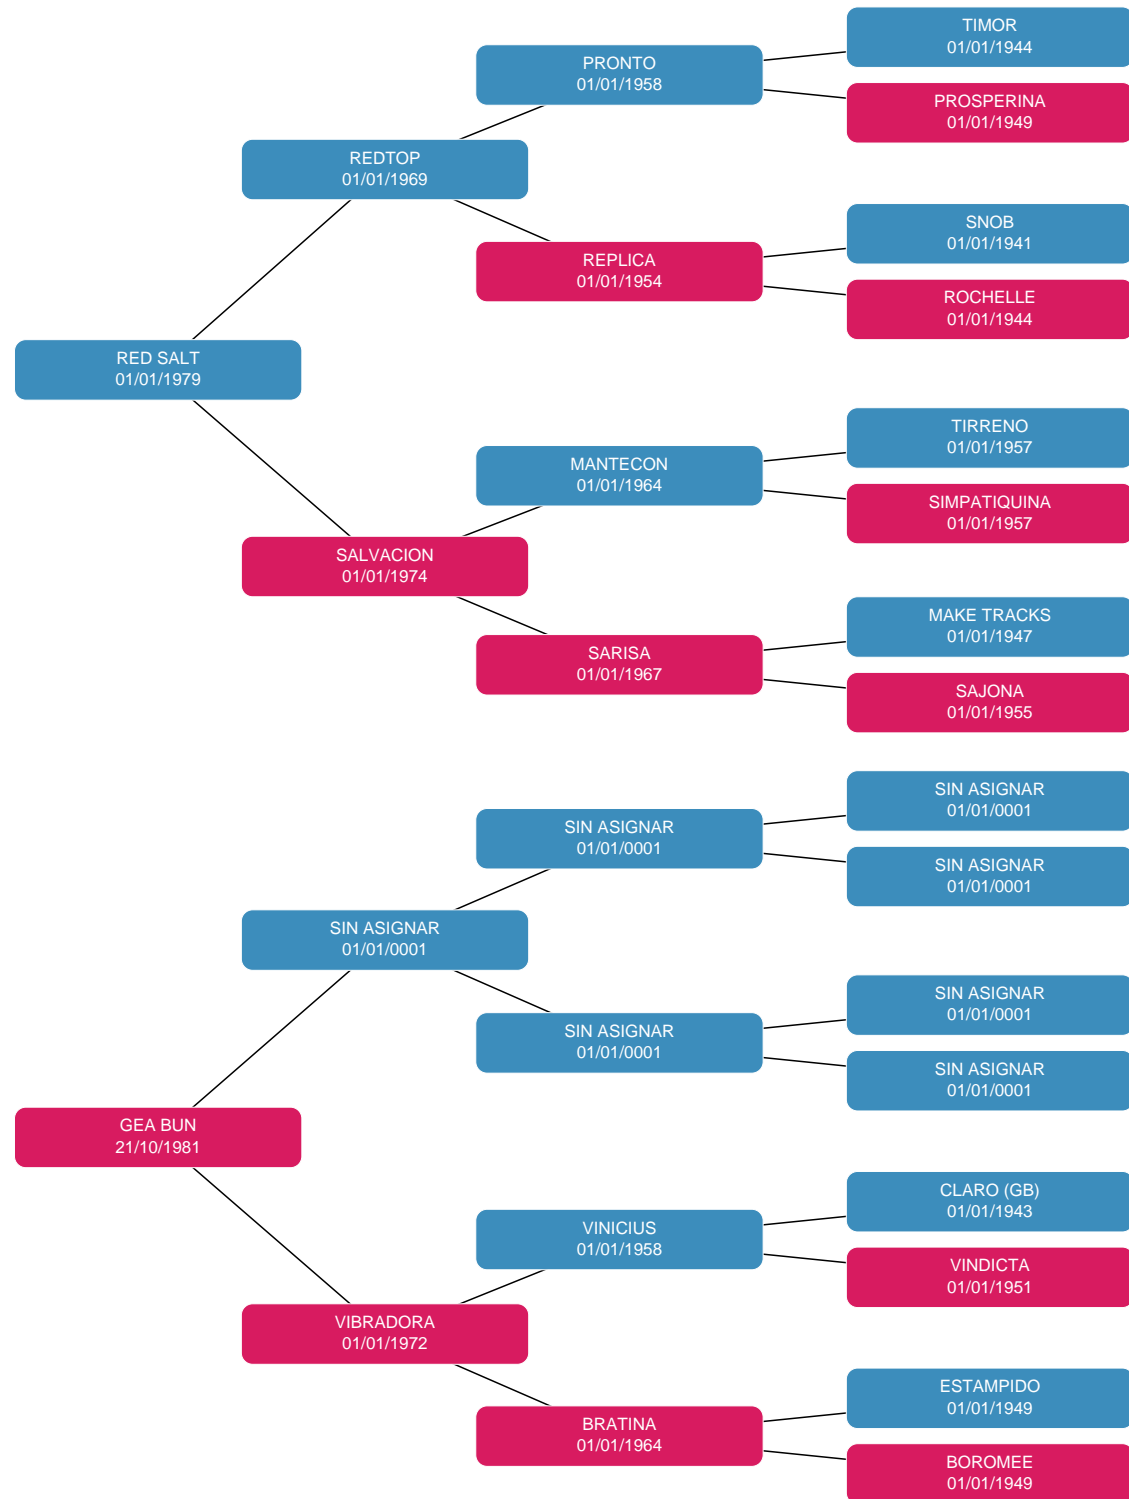 TIMOR
01/01/1944
PRONTO
01/01/1958
PROSPERINA
01/01/1949
REDTOP
01/01/1969
SNOB
01/01/1941
REPLICA
01/01/1954
ROCHELLE
01/01/1944
RED SALT
01/01/1979
TIRRENO
01/01/1957
MANTECON
01/01/1964
SIMPATIQUINA
01/01/1957
SALVACION
01/01/1974
MAKE TRACKS
01/01/1947
SARISA
01/01/1967
SAJONA
01/01/1955
SIN ASIGNAR
01/01/0001
SIN ASIGNAR
01/01/0001
SIN ASIGNAR
01/01/0001
SIN ASIGNAR
01/01/0001
SIN ASIGNAR
01/01/0001
SIN ASIGNAR
01/01/0001
SIN ASIGNAR
01/01/0001
GEA BUN
21/10/1981
CLARO (GB)
01/01/1943
VINICIUS
01/01/1958
VINDICTA
01/01/1951
VIBRADORA
01/01/1972
ESTAMPIDO
01/01/1949
BRATINA
01/01/1964
BOROMEE
01/01/1949